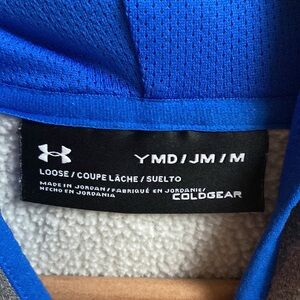 YMD / JM / M
LOOSE / COUPE LÂCHE / SUELTO
MADE IN JORDAN / FABRIQUÉ EN JORDANIE /
HECHO EN JORDANIA
COLDGEAR